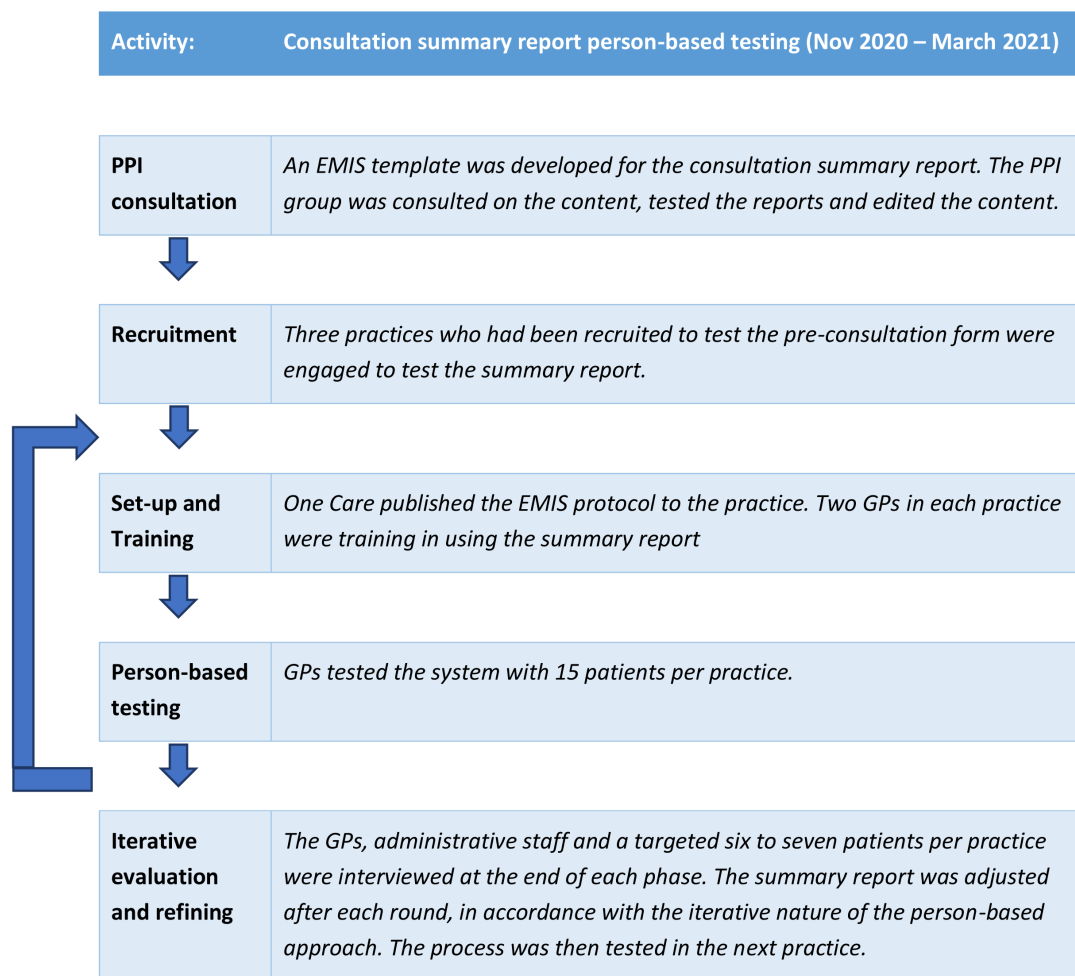 Activity: Consultation summary report person-based testing (Nov 2020 – March 2021)
PPI
consultation
An EMIS template was developed for the consultation summary report. The PPI
group was consulted on the content, tested the reports and edited the content.
Recruitment
Three practices who had been recruited to test the pre-consultation form were
engaged to test the summary report.
Set-up and
Training
One Care published the EMIS protocol to the practice. Two GPs in each practice
were training in using the summary report
Person-based
testing
GPs tested the system with 15 patients per practice.
Iterative
evaluation
and refining
The GPs, administrative staff and a targeted six to seven patients per practice
were interviewed at the end of each phase. The summary report was adjusted
after each round, in accordance with the iterative nature of the person-based
approach. The process was then tested in the next practice.